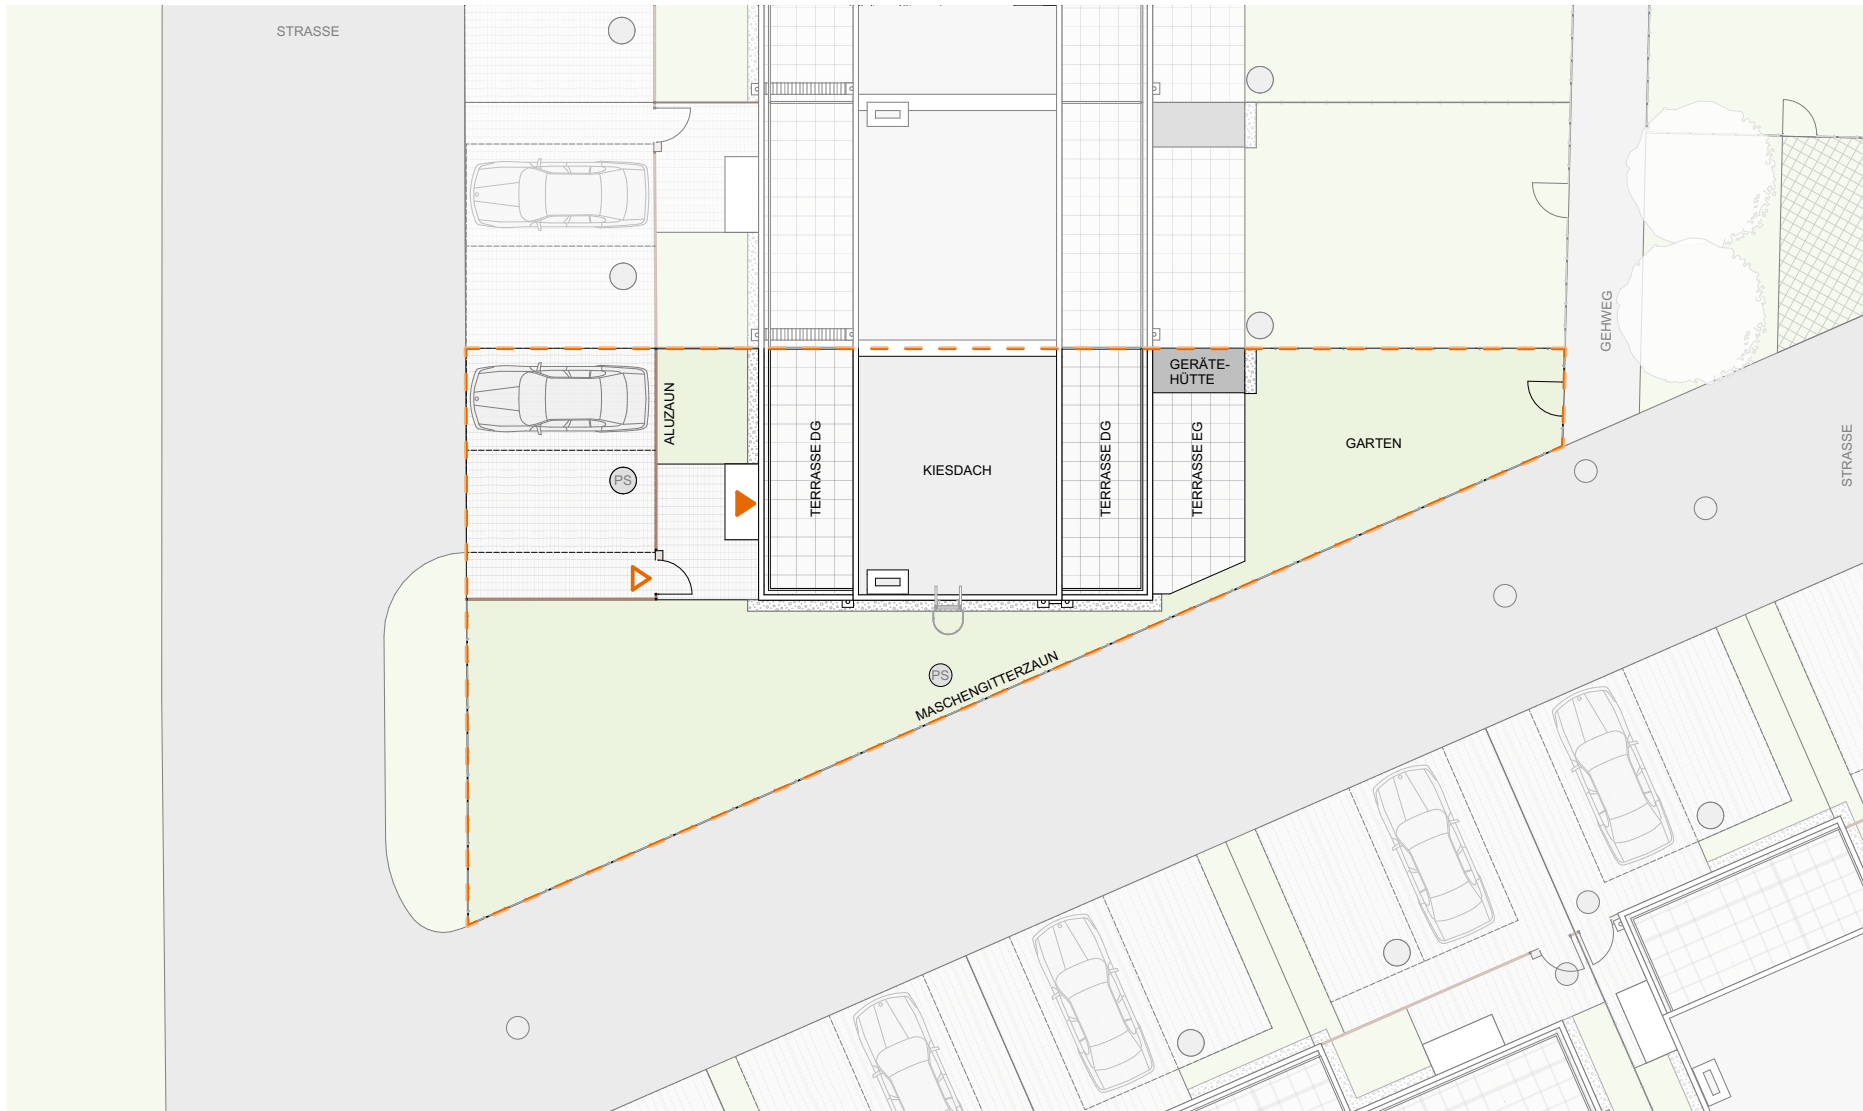 STRASSE
GEHWEG
ALUZAUN
TERRASSE DG
KIESDACH
TERRASSE DG
GERÄTE-
HÜTTE
TERRASSE EG
GARTEN
STRASSE
PS
PS
MASCHENGITTERZAUN